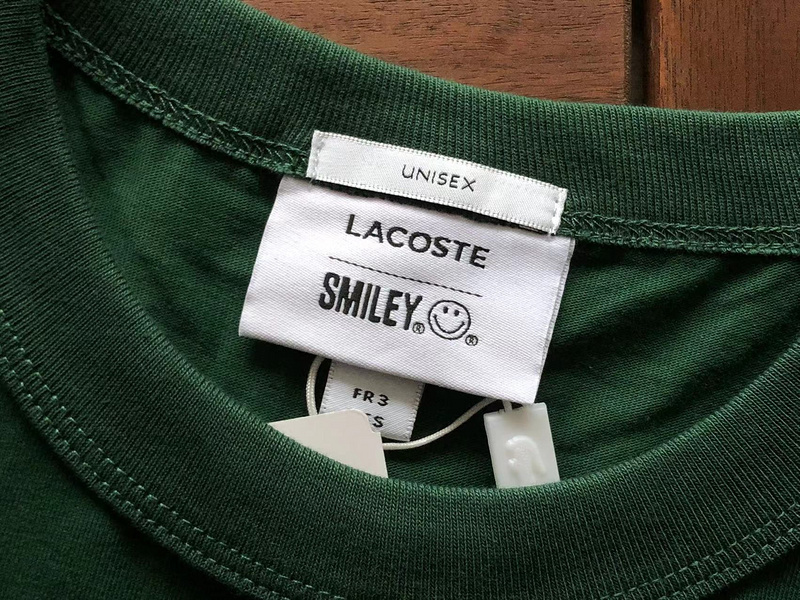 UNISEX
LACOSTE
SMILEY® ®
FR 3